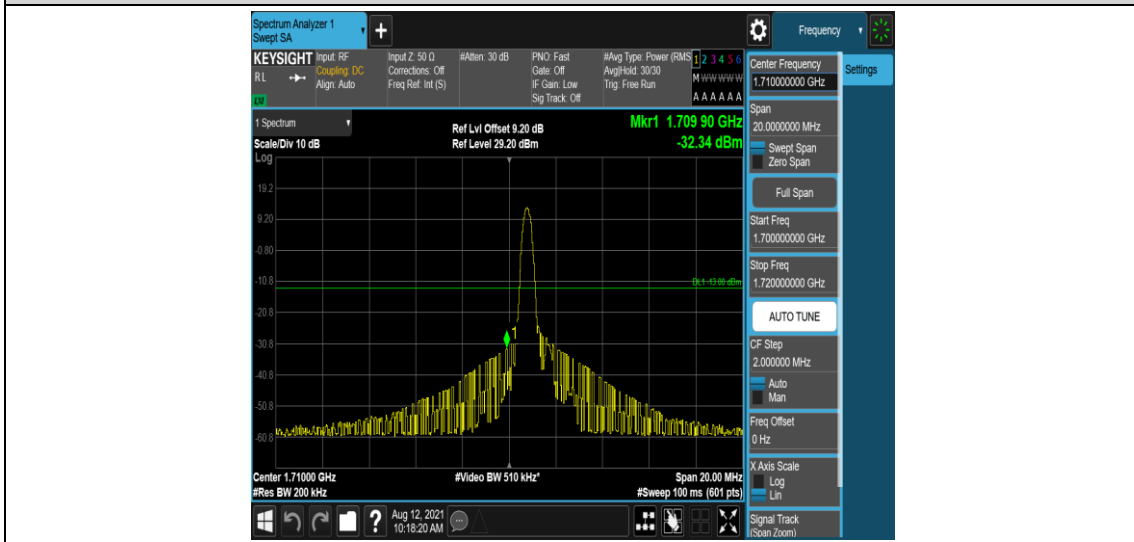 Spectrum Analyzer 1
Swept SA
+
Frequency
KEYSIGHT
RL
LXI
Input: RF
Coupling: DC
Align: Auto
Input Z: 50 Ω
Corrections: Off
Freq Ref: Int (S)
#Atten: 30 dB
PNO: Fast
Gate: Off
IF Gain: Low
Sig Track: Off
#Avg Type: Power (RMS
Avg|Hold: 30/30
Trig: Free Run
1 2 3 4 5 6
M W W W W W
A A A A A A
1 Spectrum
Scale/Div 10 dB
Log
Ref Lvl Offset 9.20 dB
Ref Level 29.20 dBm
Mkr1 1.709 90 GHz
-32.34 dBm
19.2
9.20
-0.80
-10.8
DL1 -13.00 dBm
-20.8
-30.8
-40.8
-50.8
-60.8
1
Center 1.71000 GHz
#Res BW 200 kHz
#Video BW 510 kHz*
Span 20.00 MHz
#Sweep 100 ms (601 pts)
Center Frequency
1.710000000 GHz
Settings
Span
20.0000000 MHz
Swept Span
Zero Span
Full Span
Start Freq
1.700000000 GHz
Stop Freq
1.720000000 GHz
AUTO TUNE
CF Step
2.000000 MHz
Auto
Man
Freq Offset
0 Hz
X Axis Scale
Log
Lin
Signal Track
(Span Zoom)
?
Aug 12, 2021
10:18:20 AM